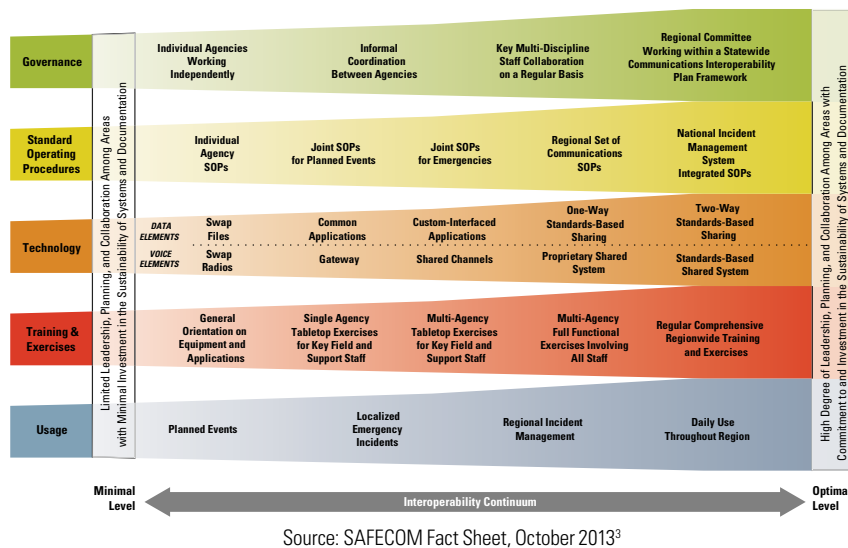 Governance
Individual Agencies
Working
Independently
Informal
Coordination
Between Agencies
Key Multi-Discipline
Staff Collaboration
on a Regular Basis
Regional Committee
Working within a Statewide
Communications Interoperability
Plan Framework
Standard
Operating
Procedures
Individual
Agency
SOPs
Joint SOPs
for Planned Events
Joint SOPs
for Emergencies
Regional Set of
Communications
SOPs
National Incident
Management
System
Integrated SOPs
Technology
DATA
ELEMENTS
Swap
Files
Common
Applications
Custom-Interfaced
Applications
One-Way
Standards-Based
Sharing
Two-Way
Standards-Based
Sharing
VOICE
ELEMENTS
Swap
Radios
Gateway
Shared Channels
Proprietary Shared
System
Standards-Based
Shared System
Training &
Exercises
General
Orientation on
Equipment and
Applications
Single Agency
Tabletop Exercises
for Key Field and
Support Staff
Multi-Agency
Tabletop Exercises
for Key Field and
Support Staff
Multi-Agency
Full Functional
Exercises Involving
All Staff
Regular Comprehensive
Regionwide Training
and Exercises
Usage
Planned Events
Localized
Emergency
Incidents
Regional Incident
Management
Daily Use
Throughout Region
Limited Leadership, Planning, and Collaboration Among Areas
with Minimal Investment in the Sustainability of Systems and Documentation
High Degree of Leadership, Planning, and Collaboration Among Areas with
Commitment to and Investment in the Sustainability of Systems and Documentation
Minimal
Level
Interoperability Continuum
Optimal
Level
Source: SAFECOM Fact Sheet, October 2013³